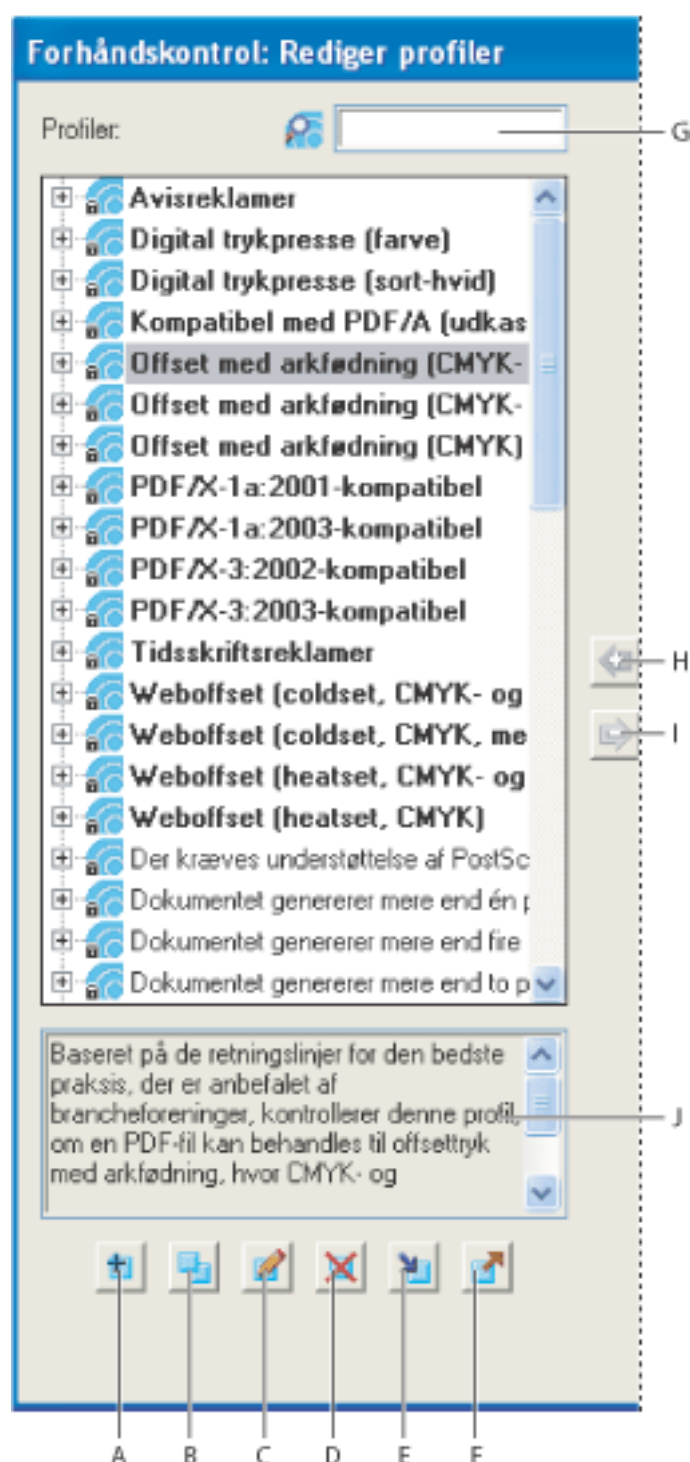 Forhåndskontrol: Rediger profiler
Profiler:
G
Avisreklamer
Digital trykpresse (farve)
Digital trykpresse (sort-hvid)
Kompatibel med PDF/A (udkas
Offset med arkfødning (CMYK-
Offset med arkfødning (CMYK-
Offset med arkfødning (CMYK)
PDF/X-1a:2001-kompatibel
PDF/X-1a:2003-kompatibel
PDF/X-3:2002-kompatibel
PDF/X-3:2003-kompatibel
Tidsskriftsreklamer
H
Weboffset (coldset, CMYK- og
Weboffset (coldset, CMYK, me
I
Weboffset (heatset, CMYK- og
Weboffset (heatset, CMYK)
Der kræves understøttelse af PostSc
Dokumentet genererer mere end én p
Dokumentet genererer mere end fire
Dokumentet genererer mere end to p
Baseret på de retningslinjer for den bedste
praksis, der er anbefalet af
brancheforeninger, kontrollerer denne profil,
J
om en PDF-fil kan behandles til offsettryk
med arkfødning, hvor CMYK- og
A B C D E F